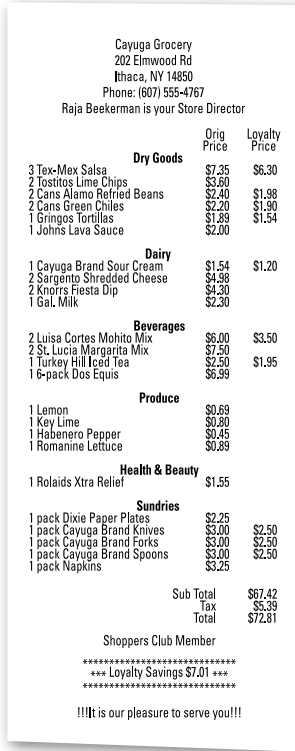 Cayuga Grocery
202 Elmwood Rd
Ithaca, NY 14850
Phone: (607) 555-4767
Raja Beekerman is your Store Director
Orig Price Loyalty Price
Dry Goods
3 Tex-Mex Salsa $7.35 $6.30
2 Tostitos Lime Chips $3.60
2 Cans Alamo Refried Beans $2.40 $1.98
2 Cans Green Chiles $2.20 $1.90
1 Gringos Tortillas $1.89 $1.54
1 Johns Lava Sauce $2.00
Dairy
1 Cayuga Brand Sour Cream $1.54 $1.20
2 Sargento Shredded Cheese $4.98
2 Knorrs Fiesta Dip $4.30
1 Gal. Milk $2.30
Beverages
2 Luisa Cortes Mohito Mix $6.00 $3.50
2 St. Lucia Margarita Mix $7.50
1 Turkey Hill Iced Tea $2.50 $1.95
1 6-pack Dos Equis $6.99
Produce
1 Lemon $0.69
1 Key Lime $0.80
1 Habenero Pepper $0.45
1 Romanine Lettuce $0.89
Health & Beauty
1 Rolaids Xtra Relief $1.55
Sundries
1 pack Dixie Paper Plates $2.25
1 pack Cayuga Brand Knives $3.00 $2.50
1 pack Cayuga Brand Forks $3.00 $2.50
1 pack Cayuga Brand Spoons $3.00 $2.50
1 pack Napkins $3.25
Sub Total $67.42
Tax $5.39
Total $72.81
Shoppers Club Member
****************************
*** Loyalty Savings $7.01 ***
****************************
!!!It is our pleasure to serve you!!!